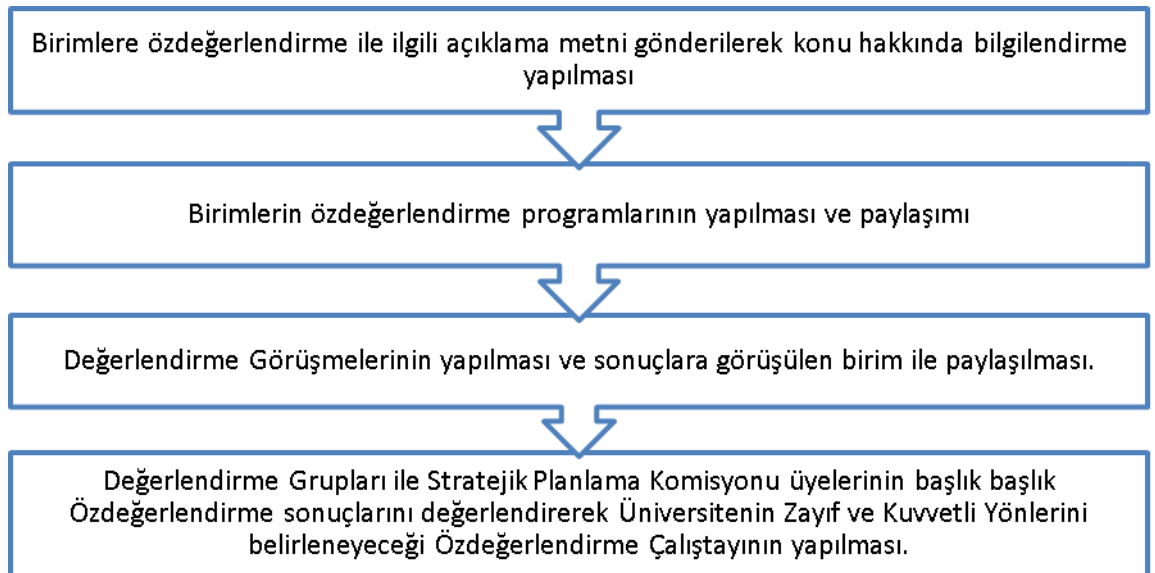 Birimlere özdeğerlendirme ile ilgili açıklama metni gönderilerek konu hakkında bilgilendirme
yapılması
Birimlerin özdeğerlendirme programlarının yapılması ve paylaşımı
Değerlendirme Görüşmelerinin yapılması ve sonuçlara görüşülen birim ile paylaşılması.
Değerlendirme Grupları ile Stratejik Planlama Komisyonu üyelerinin başlık başlık
Özdeğerlendirme sonuçlarını değerlendirerek Üniversitenin Zayıf ve Kuvvetli Yönlerini
belirleneyeceği Özdeğerlendirme Çalıştayının yapılması.